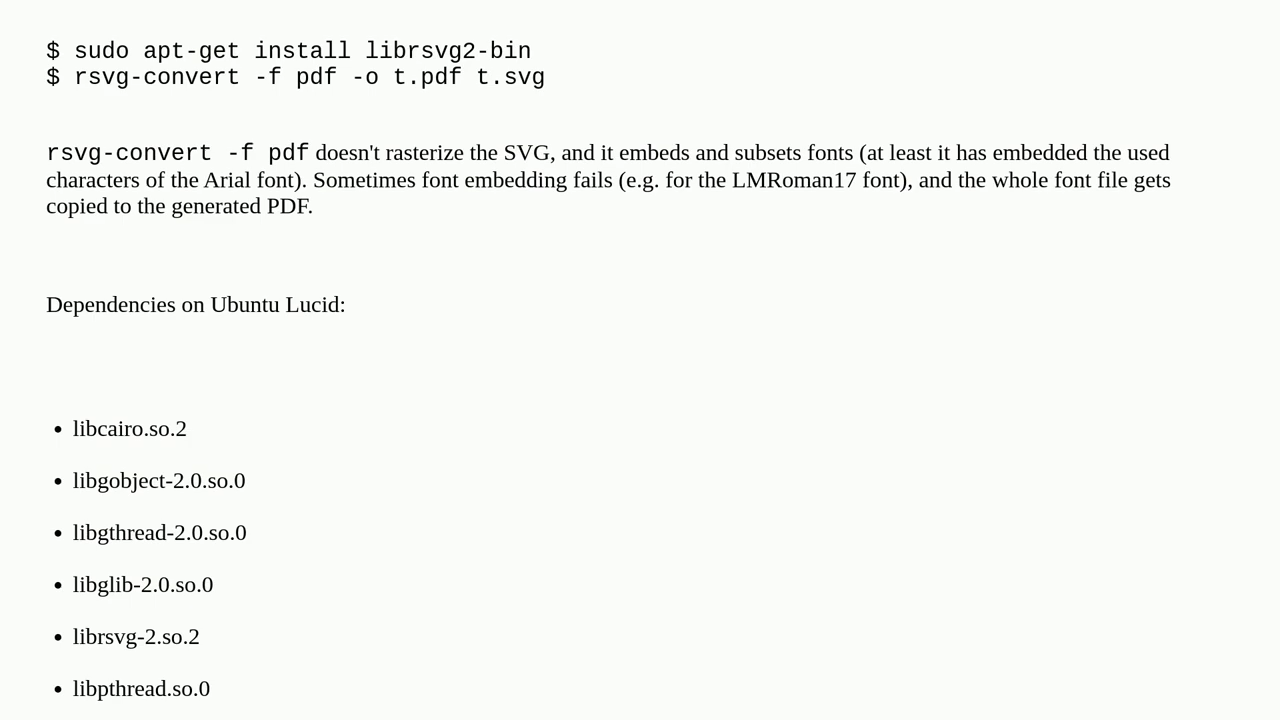 $ sudo apt-get install librsvg2-bin
$ rsvg-convert -f pdf -o t.pdf t.svg
rsvg-convert -f pdf doesn't rasterize the SVG, and it embeds and subsets fonts (at least it has embedded the used
characters of the Arial font). Sometimes font embedding fails (e.g. for the LMRoman17 font), and the whole font file gets
copied to the generated PDF.
Dependencies on Ubuntu Lucid:
• libcairo.so.2
• libgobject-2.0.so.0
• libgthread-2.0.so.0
• libglib-2.0.so.0
• librsvg-2.so.2
• libpthread.so.0